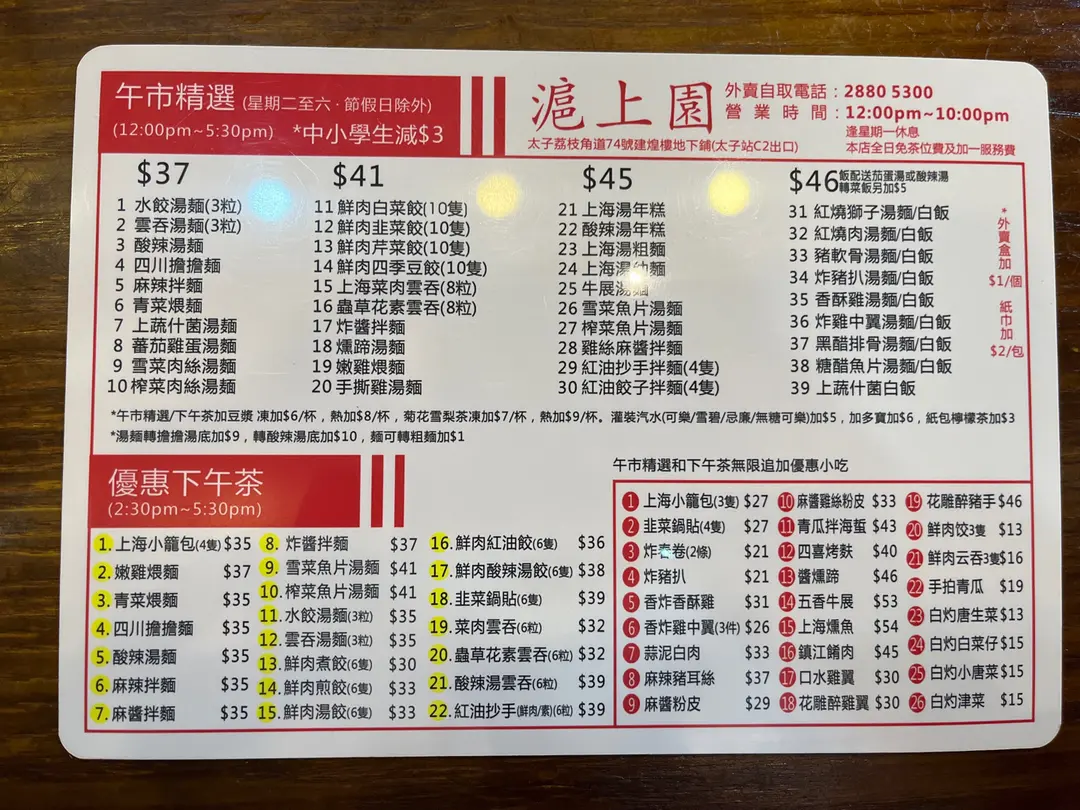 午市精選 (星期二至六·節假日除外)
(12:00pm~5:30pm) *中小學生減$3
滬上園
外賣自取電話：2880 5300
營業時間：12:00pm~10:00pm
逢星期一休息
太子荔枝角道74號建煌樓地下鋪(太子站C2出口)
本店全日免茶位費及加一服務費
$37
1 水餃湯麵(3粒)
2 雲吞湯麵(3粒)
3 酸辣湯麵
4 四川擔擔麵
5 麻辣拌麵
6 青菜煨麵
7 上蔬什菌湯麵
8 蕃茄雞蛋湯麵
9 雪菜肉絲湯麵
10 榨菜肉絲湯麵
$41
11 鮮肉白菜餃(10隻)
12 鮮肉韭菜餃(10隻)
13 鮮肉芹菜餃(10隻)
14 鮮肉四季豆餃(10隻)
15 上海菜肉雲吞(8粒)
16 蟲草花素雲吞(8粒)
17 炸醬拌麵
18 燻蹄湯麵
19 嫩雞煨麵
20 手撕雞湯麵
$45
21 上海湯年糕
22 酸辣湯年糕
23 上海湯粗麵
24 上海湯幼麵
25 牛展湯麵
26 雪菜魚片湯麵
27 榨菜魚片湯麵
28 雞絲麻醬拌麵
29 紅油抄手拌麵(4隻)
30 紅油餃子拌麵(4隻)
$46 飯配送茄蛋湯或酸辣湯
轉菜飯另加$5
31 紅燒獅子湯麵/白飯
32 紅燒肉湯麵/白飯
33 豬軟骨湯麵/白飯
34 炸豬扒湯麵/白飯
35 香酥雞湯麵/白飯
36 炸雞中翼湯麵/白飯
37 黑醋排骨湯麵/白飯
38 糖醋魚片湯麵/白飯
39 上蔬什菌白飯
*外賣盒加$1/個
紙巾加$2/包
*午市精選/下午茶加豆漿 凍加$6/杯，熱加$8/杯，菊花雪梨茶凍加$7/杯，熱加$9/杯。灌裝汽水(可樂/雪碧/忌廉/無糖可樂)加$5，加多寶加$6，紙包檸檬茶加$3
*湯麵轉擔擔湯底加$9，轉酸辣湯底加$10，麵可轉粗麵加$1
優惠下午茶
(2:30pm~5:30pm)
1. 上海小籠包(4隻) $35
2. 嫩雞煨麵 $37
3. 青菜煨麵 $35
4. 四川擔擔麵 $35
5. 酸辣湯麵 $35
6. 麻辣拌麵 $35
7. 麻醬拌麵 $35
8. 炸醬拌麵 $37
9. 雪菜魚片湯麵 $41
10. 榨菜魚片湯麵 $41
11. 水餃湯麵(3粒) $35
12. 雲吞湯麵(3粒) $35
13. 鮮肉煮餃(6隻) $30
14. 鮮肉煎餃(6隻) $33
15. 鮮肉湯餃(6隻) $33
16. 鮮肉紅油餃(6隻) $36
17. 鮮肉酸辣湯餃(6隻) $38
18. 韭菜鍋貼(6隻) $39
19. 菜肉雲吞(6粒) $32
20. 蟲草花素雲吞(6粒) $32
21. 酸辣湯雲吞(6粒) $39
22. 紅油抄手(鮮肉/素)(6粒) $39
午市精選和下午茶無限追加優惠小吃
1 上海小籠包(3隻) $27
2 韭菜鍋貼(4隻) $27
3 炸春卷(2條) $21
4 炸豬扒 $21
5 香炸香酥雞 $31
6 香炸雞中翼(3件) $26
7 蒜泥白肉 $33
8 麻辣豬耳絲 $37
9 麻醬粉皮 $29
10 麻醬雞絲粉皮 $33
11 青瓜拌海蜇 $43
12 四喜烤麩 $40
13 醬燻蹄 $46
14 五香牛展 $53
15 上海燻魚 $54
16 鎮江餚肉 $45
17 口水雞翼 $30
18 花雕醉雞翼 $30
19 花雕醉豬手 $46
20 鮮肉饺3隻 $13
21 鮮肉云吞3隻 $16
22 手拍青瓜 $19
23 白灼唐生菜 $13
24 白灼白菜仔 $15
25 白灼小唐菜 $15
26 白灼津菜 $15